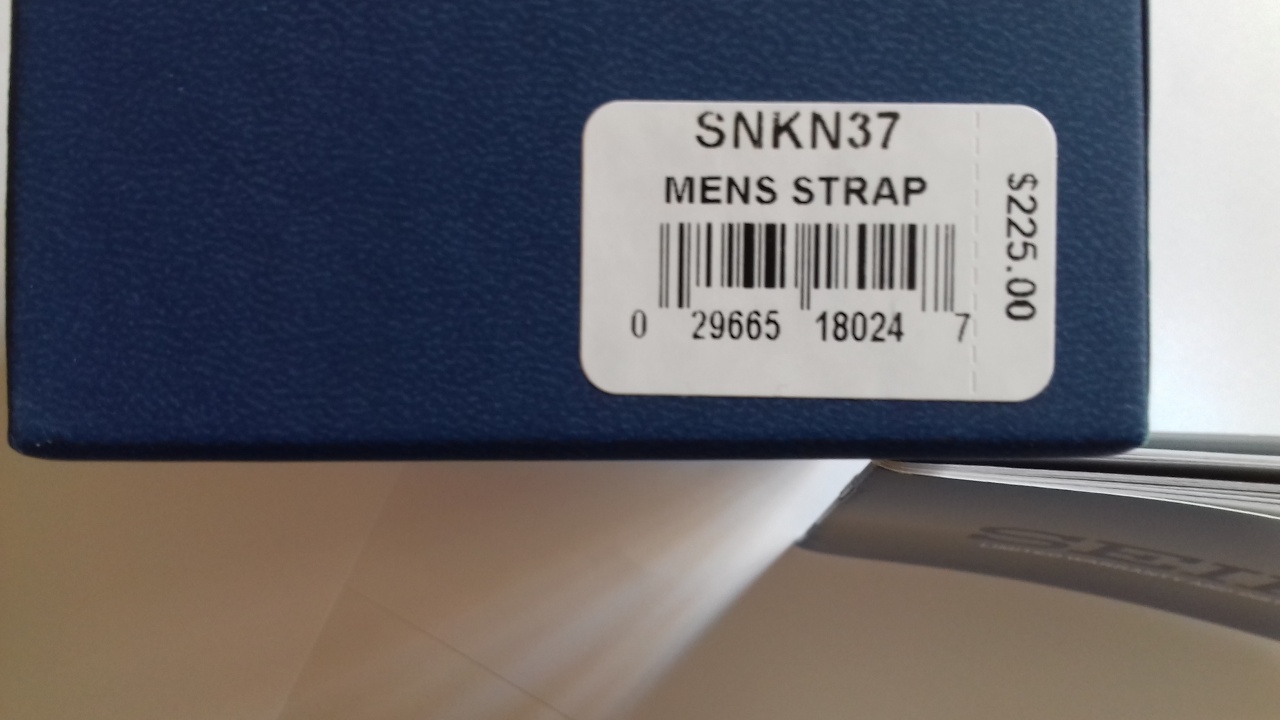 SNKN37
MENS STRAP
0 29665 18024 7
$225.00